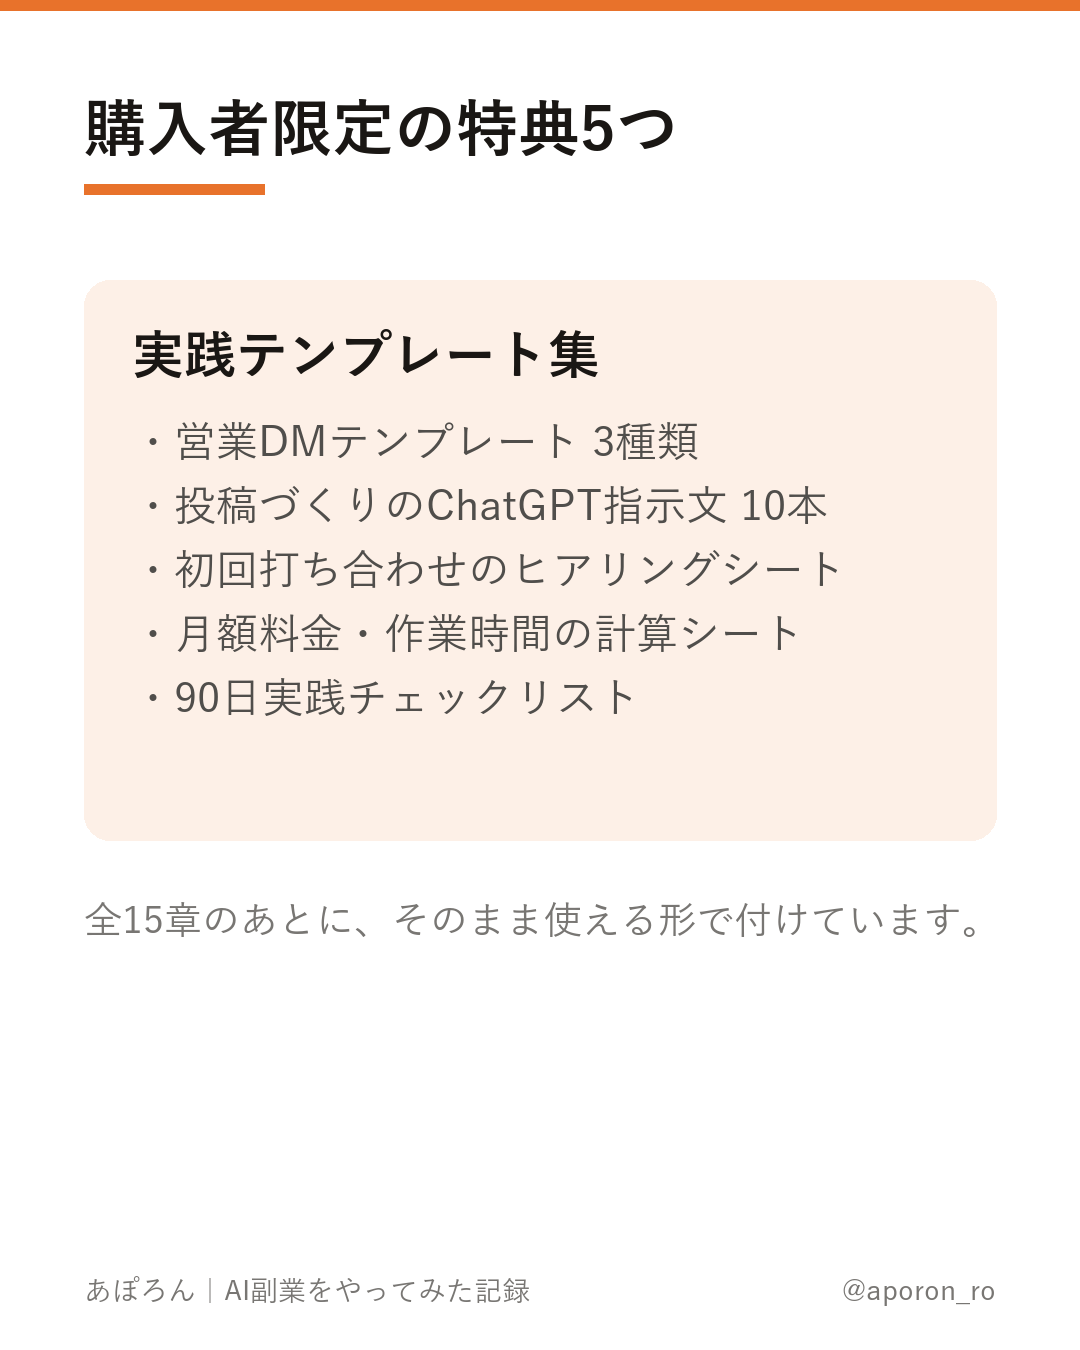 購入者限定の特典5つ
実践テンプレート集
・営業DMテンプレート 3種類
・投稿づくりのChatGPT指示文 10本
・初回打ち合わせのヒアリングシート
・月額料金・作業時間の計算シート
・90日実践チェックリスト
全15章のあとに、そのまま使える形で付けています。
あぽろん｜AI副業をやってみた記録
@aporon_ro